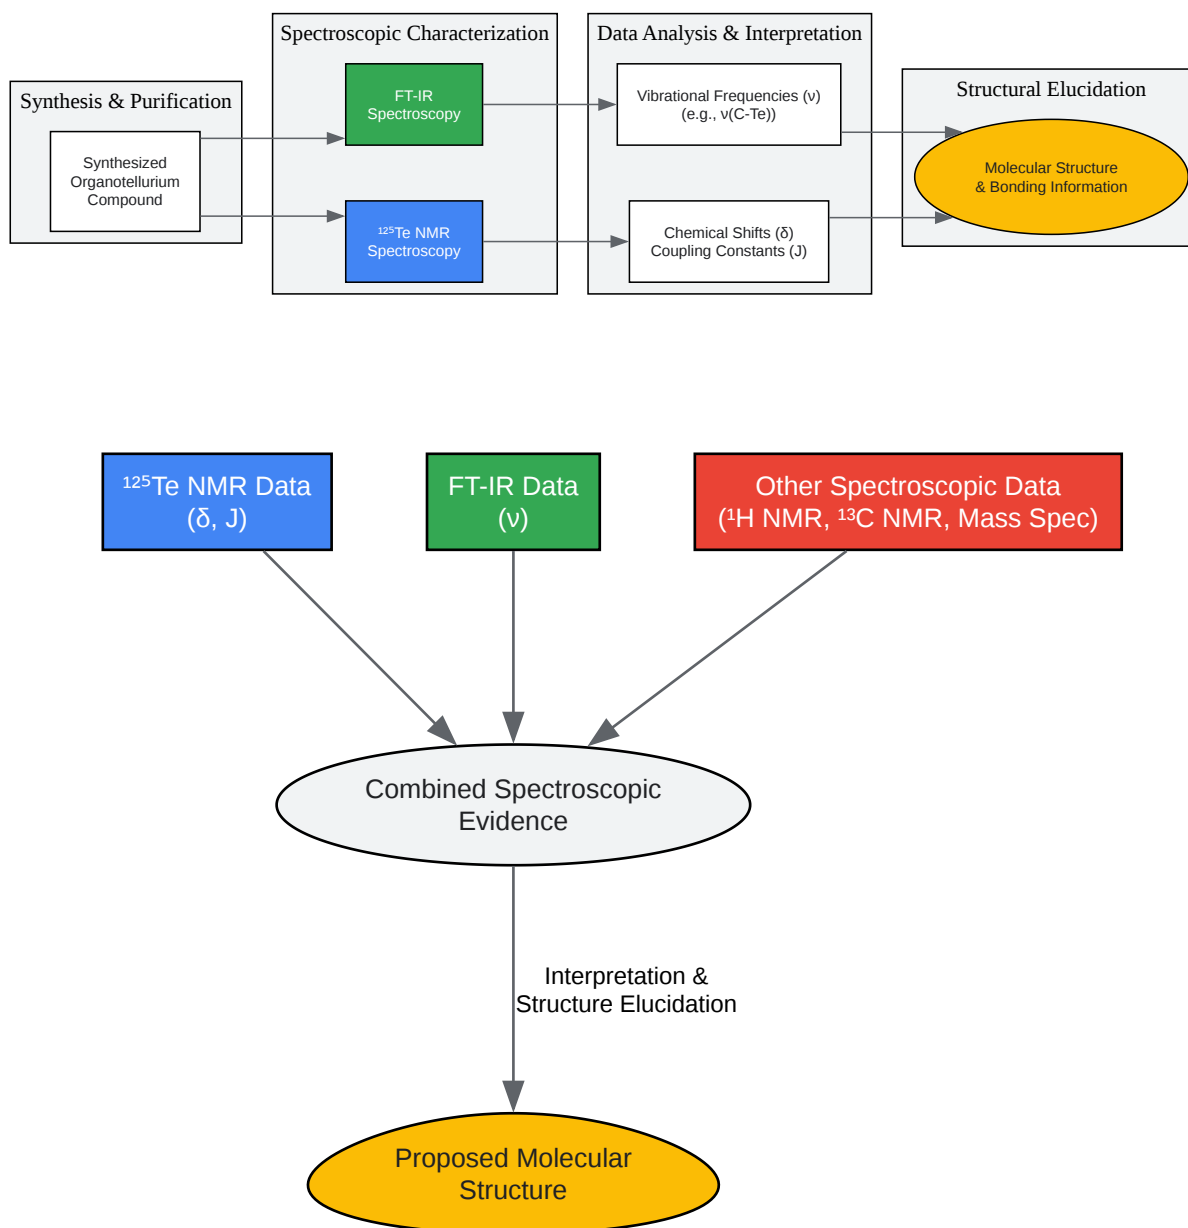 Synthesis & Purification
Synthesized
Organotellurium
Compound
Spectroscopic Characterization
FT-IR
Spectroscopy
¹²⁵Te NMR
Spectroscopy
Data Analysis & Interpretation
Vibrational Frequencies (ν)
(e.g., ν(C-Te))
Chemical Shifts (δ)
Coupling Constants (J)
Structural Elucidation
Molecular Structure
& Bonding Information
¹²⁵Te NMR Data
(δ, J)
FT-IR Data
(ν)
Other Spectroscopic Data
(¹H NMR, ¹³C NMR, Mass Spec)
Combined Spectroscopic
Evidence
Interpretation &
Structure Elucidation
Proposed Molecular
Structure